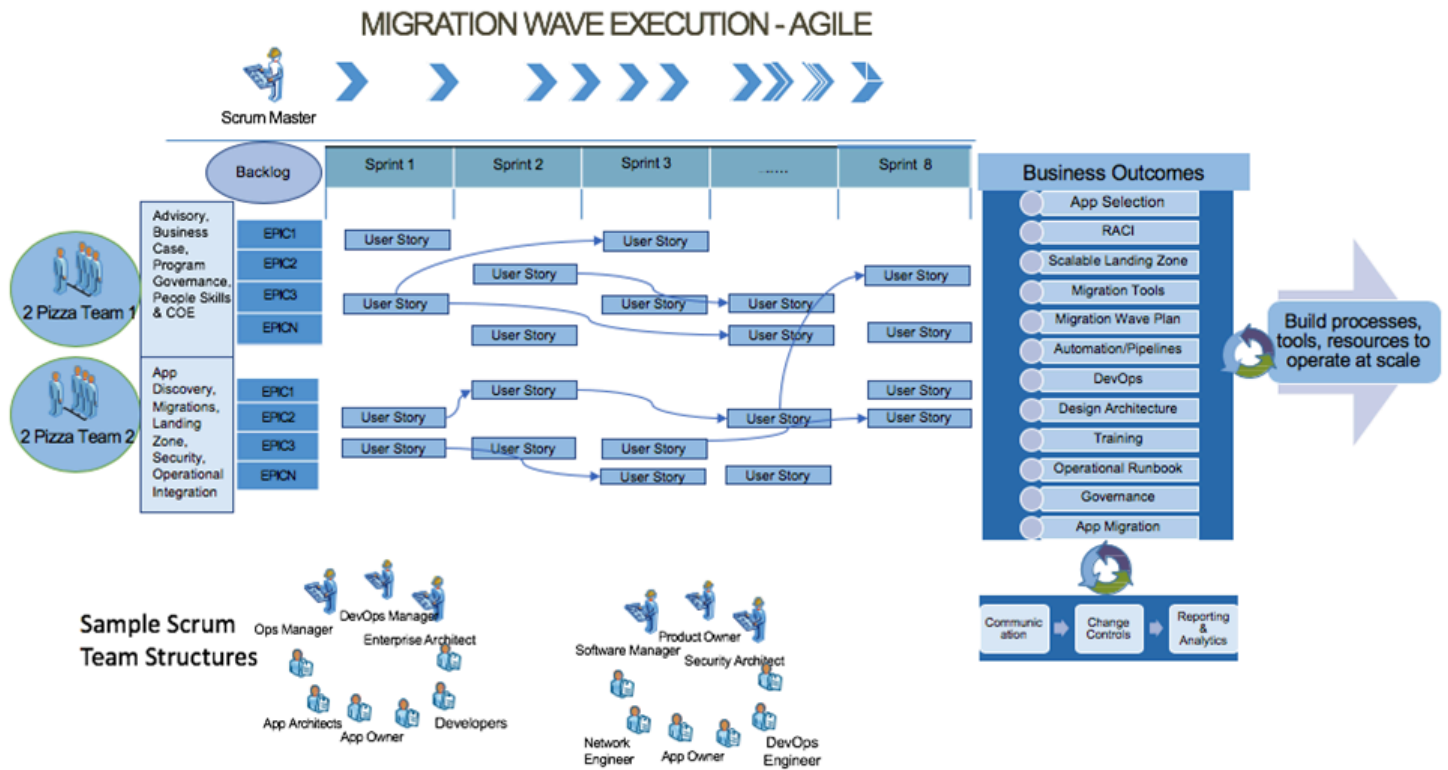 MIGRATION WAVE EXECUTION - AGILE
Scrum Master
Backlog
Sprint 1
Sprint 2
Sprint 3
.......
Sprint 8
2 Pizza Team 1
Advisory,
Business
Case,
Program
Governance,
People Skills
& COE
EPIC1
EPIC2
EPIC3
EPICN
User Story
User Story
User Story
User Story
User Story
User Story
User Story
User Story
User Story
User Story
2 Pizza Team 2
App
Discovery,
Migrations,
Landing
Zone,
Security,
Operational
Integration
EPIC1
EPIC2
EPIC3
EPICN
User Story
User Story
User Story
User Story
User Story
User Story
User Story
User Story
User Story
User Story
Business Outcomes
App Selection
RACI
Scalable Landing Zone
Migration Tools
Migration Wave Plan
Automation/Pipelines
DevOps
Design Architecture
Training
Operational Runbook
Governance
App Migration
Build processes,
tools, resources to
operate at scale
Communic
ation
Change
Controls
Reporting
&
Analytics
Sample Scrum
Team Structures
Ops Manager
DevOps Manager
Enterprise Architect
App Architects
App Owner
Developers
Software Manager
Product Owner
Security Architect
Network
Engineer
App Owner
DevOps
Engineer